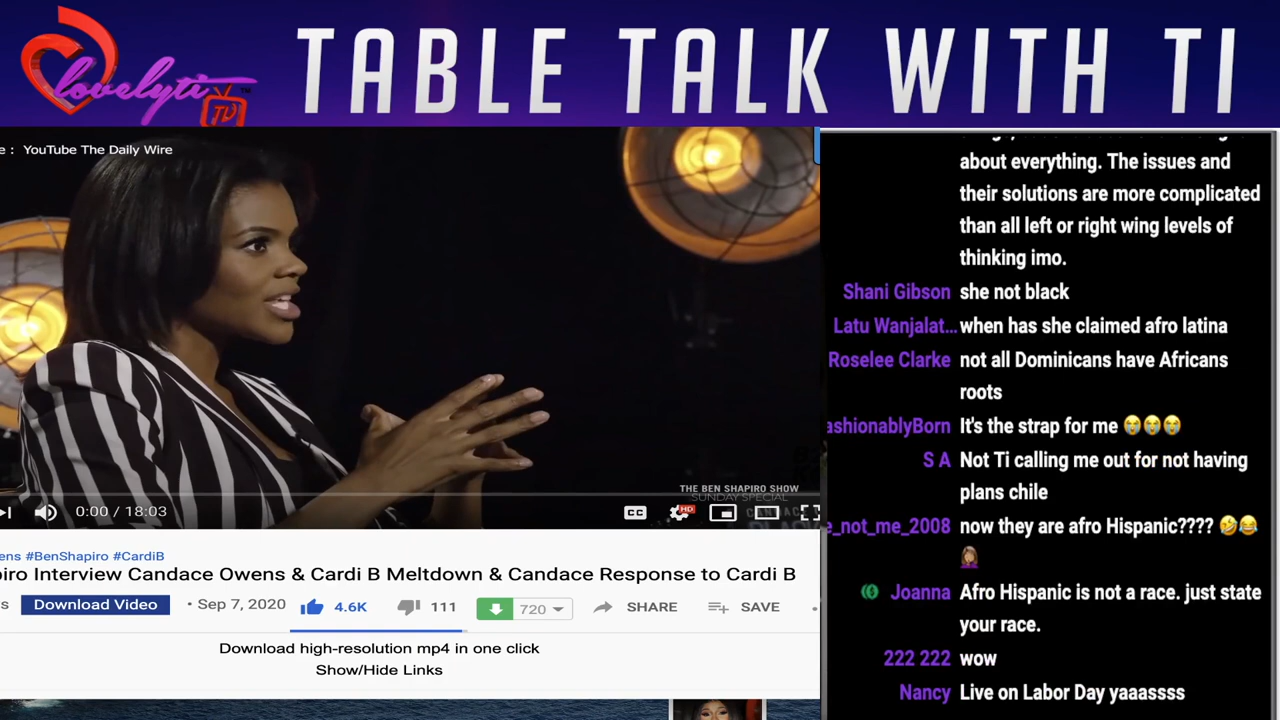 lovelyti TV TM
TABLE TALK WITH TI
e : YouTube The Daily Wire
THE BEN SHAPIRO SHOW
SUNDAY SPECIAL
0:00 / 18:03
CC
HD
ens #BenShapiro #CardiB
piro Interview Candace Owens & Cardi B Meltdown & Candace Response to Cardi B
s Download Video • Sep 7, 2020 4.6K 111 720 SHARE SAVE
Download high-resolution mp4 in one click
Show/Hide Links
about everything. The issues and
their solutions are more complicated
than all left or right wing levels of
thinking imo.
Shani Gibson she not black
Latu Wanjalat... when has she claimed afro latina
Roselee Clarke not all Dominicans have Africans
roots
ashionablyBorn It's the strap for me 😭😭😭
S A Not Ti calling me out for not having
plans chile
e_not_me_2008 now they are afro Hispanic???? 🤣😂
🤦🏽‍♀️
Joanna Afro Hispanic is not a race. just state
your race.
222 222 wow
Nancy Live on Labor Day yaaassss